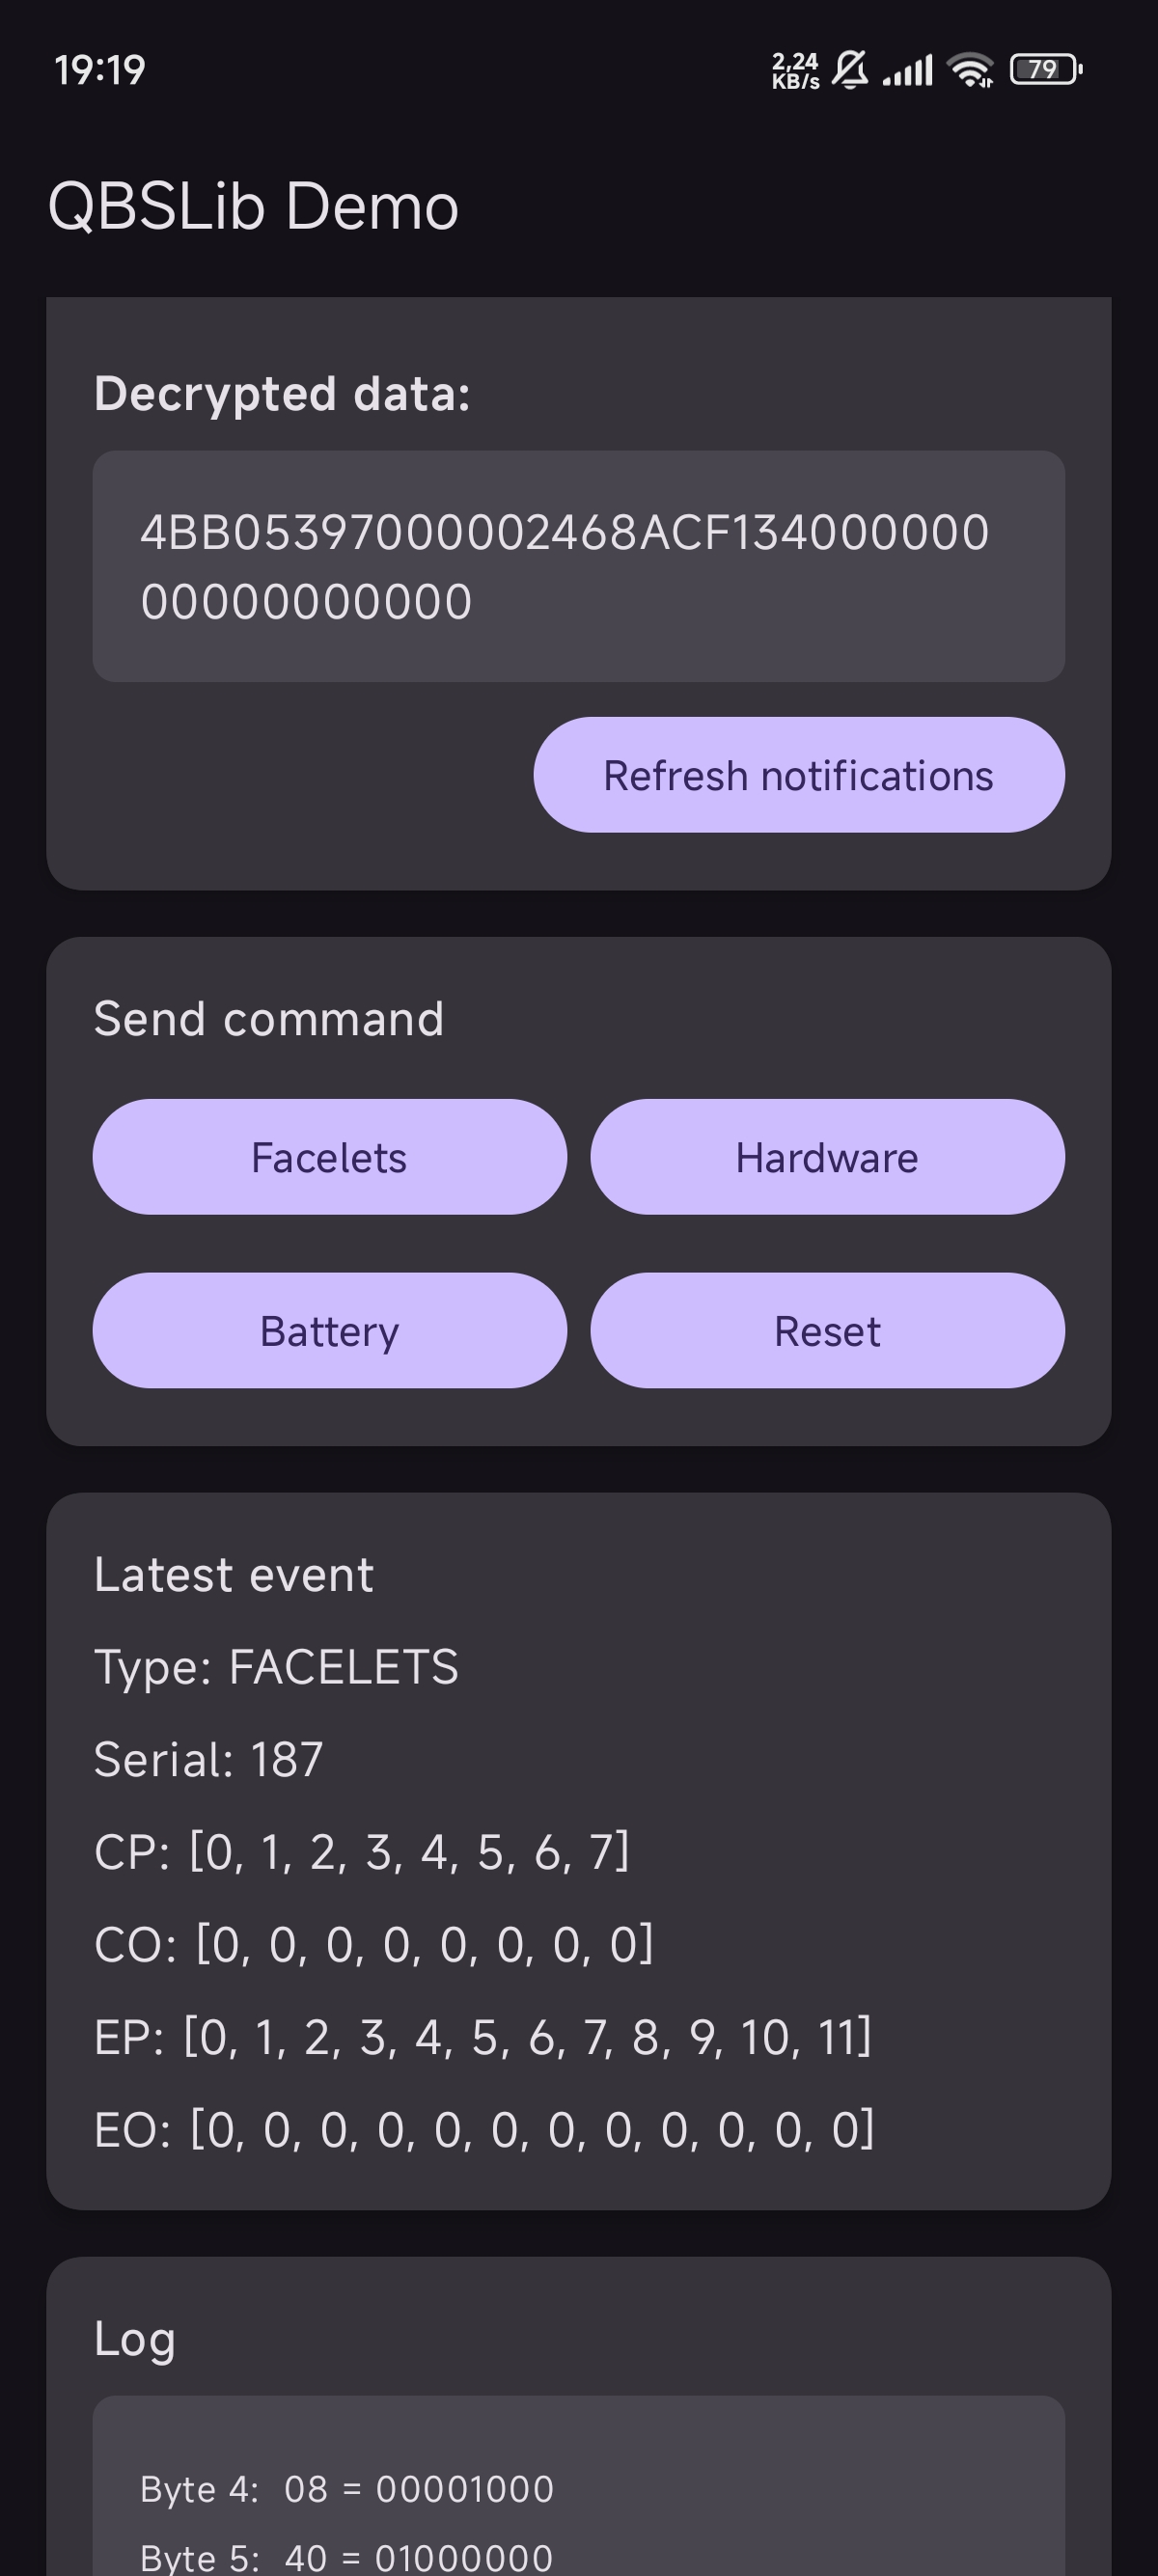 19:19
2,24
KB/s
79
QBSLib Demo
Decrypted data:
4BB05397000002468ACF134000000
00000000000
Refresh notifications
Send command
Facelets
Hardware
Battery
Reset
Latest event
Type: FACELETS
Serial: 187
CP: [0, 1, 2, 3, 4, 5, 6, 7]
CO: [0, 0, 0, 0, 0, 0, 0, 0]
EP: [0, 1, 2, 3, 4, 5, 6, 7, 8, 9, 10, 11]
EO: [0, 0, 0, 0, 0, 0, 0, 0, 0, 0, 0, 0]
Log
Byte 4: 08 = 00001000
Byte 5: 40 = 01000000